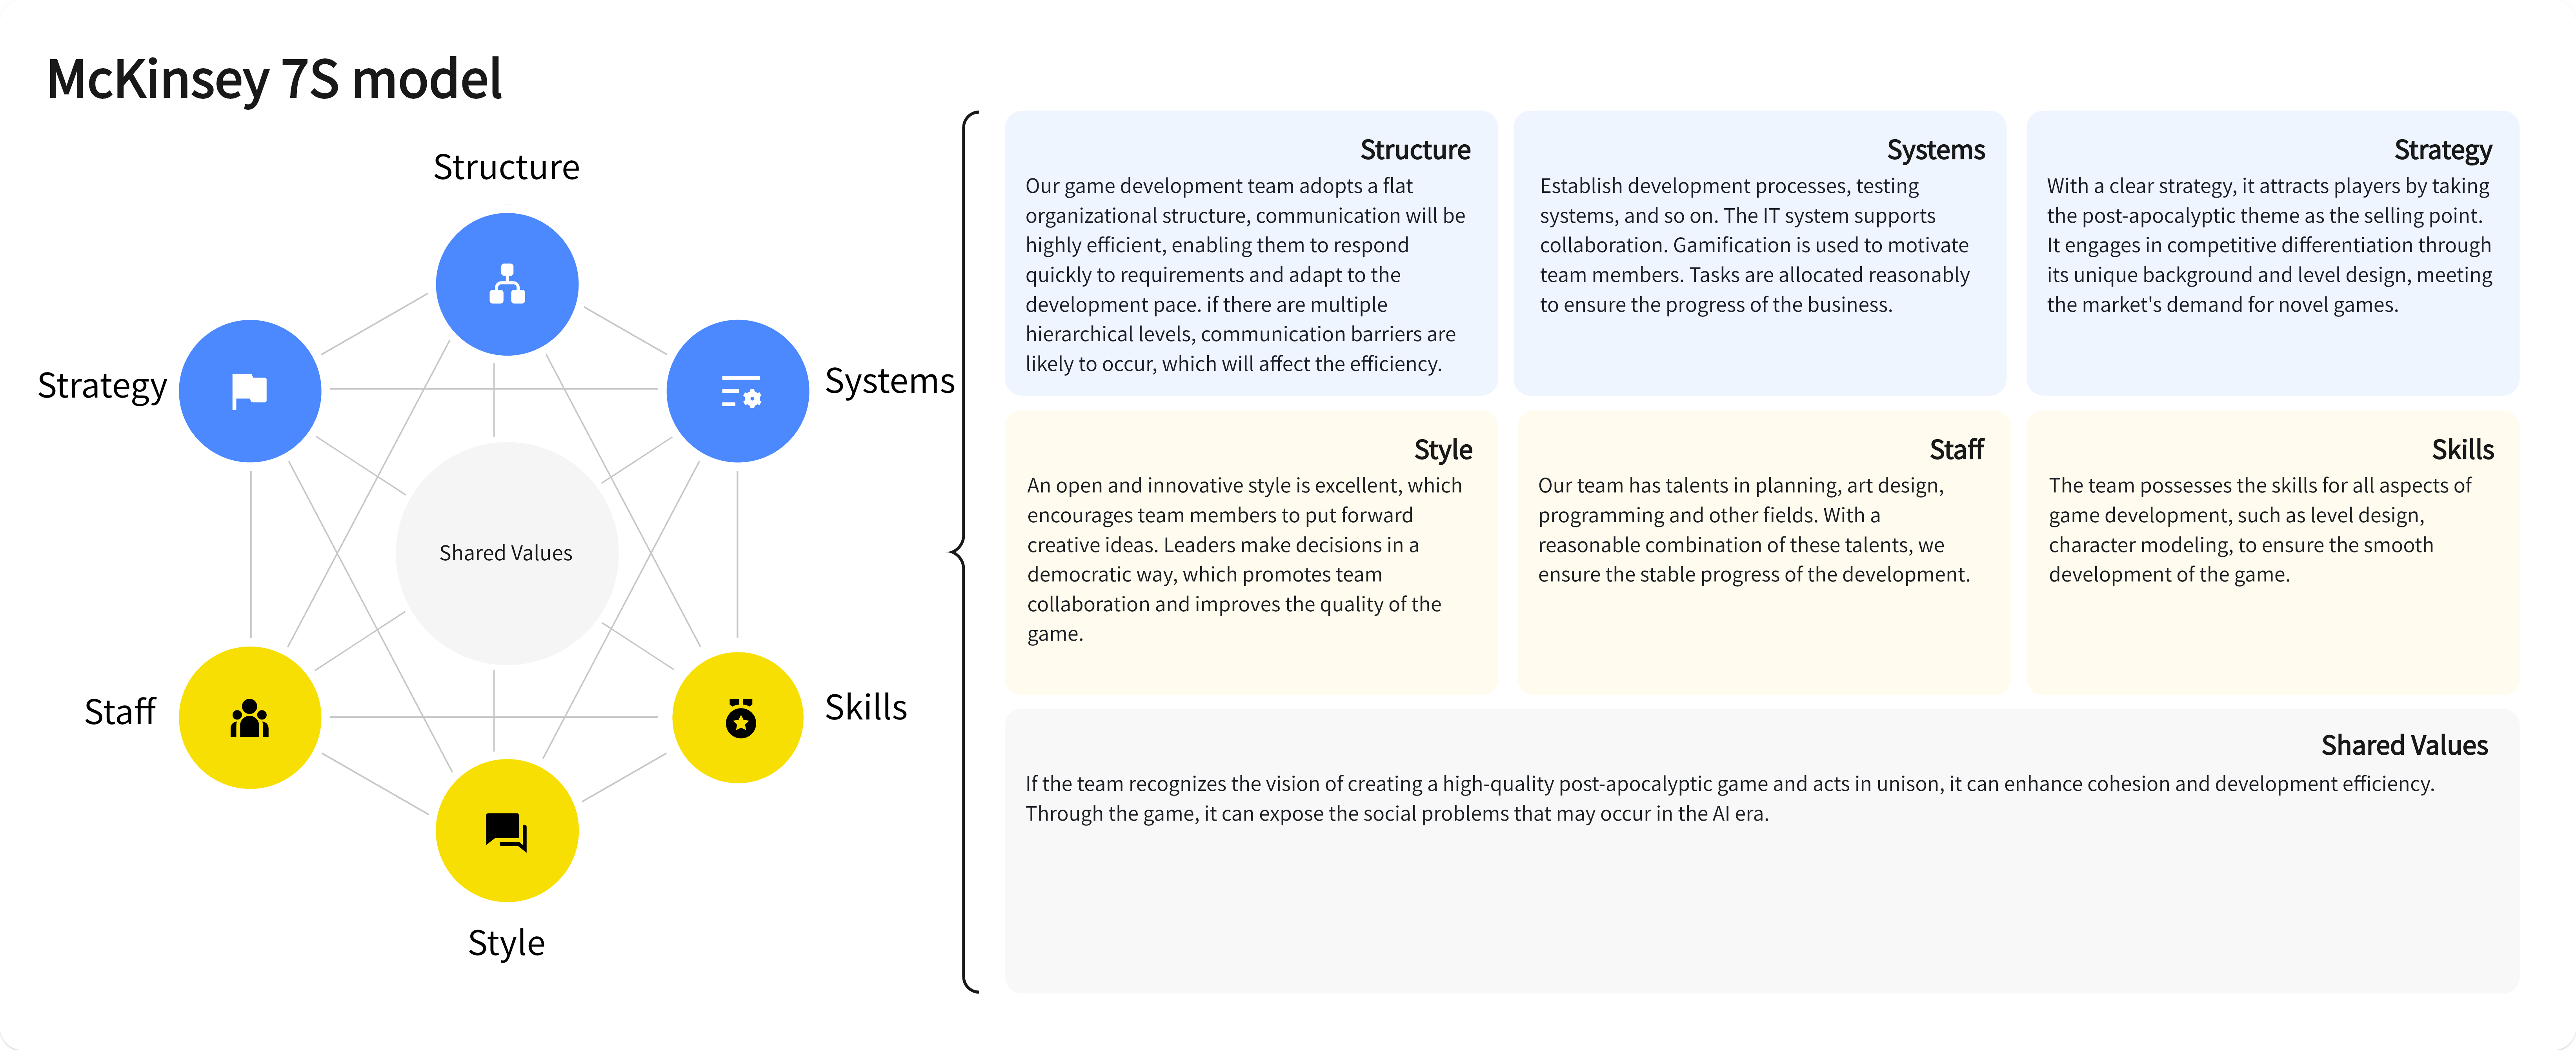 McKinsey 7S model
Structure
Strategy
Systems
Shared Values
Staff
Skills
Style
Structure
Our game development team adopts a flat
organizational structure, communication will be
highly efficient, enabling them to respond
quickly to requirements and adapt to the
development pace. if there are multiple
hierarchical levels, communication barriers are
likely to occur, which will affect the efficiency.
Systems
Establish development processes, testing
systems, and so on. The IT system supports
collaboration. Gamification is used to motivate
team members. Tasks are allocated reasonably
to ensure the progress of the business.
Strategy
With a clear strategy, it attracts players by taking
the post-apocalyptic theme as the selling point.
It engages in competitive differentiation through
its unique background and level design, meeting
the market's demand for novel games.
Style
An open and innovative style is excellent, which
encourages team members to put forward
creative ideas. Leaders make decisions in a
democratic way, which promotes team
collaboration and improves the quality of the
game.
Staff
Our team has talents in planning, art design,
programming and other fields. With a
reasonable combination of these talents, we
ensure the stable progress of the development.
Skills
The team possesses the skills for all aspects of
game development, such as level design,
character modeling, to ensure the smooth
development of the game.
Shared Values
If the team recognizes the vision of creating a high-quality post-apocalyptic game and acts in unison, it can enhance cohesion and development efficiency.
Through the game, it can expose the social problems that may occur in the AI era.